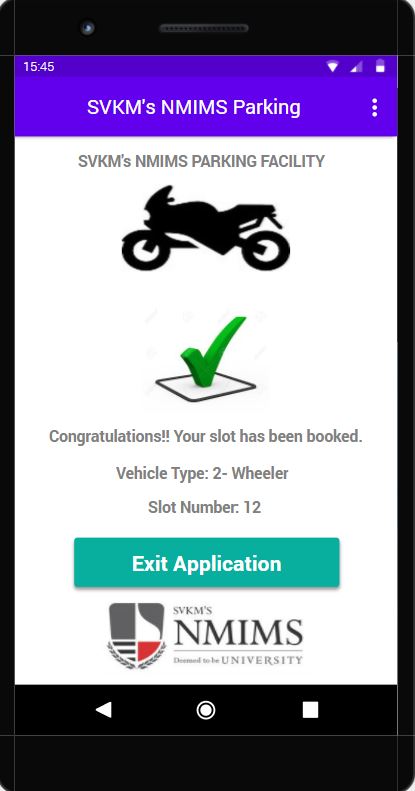 15:45
SVKM's NMIMS Parking
SVKM's NMIMS PARKING FACILITY
Congratulations!! Your slot has been booked.
Vehicle Type: 2- Wheeler
Slot Number: 12
Exit Application
SVKM'S
NMIMS
Deemed to be UNIVERSITY